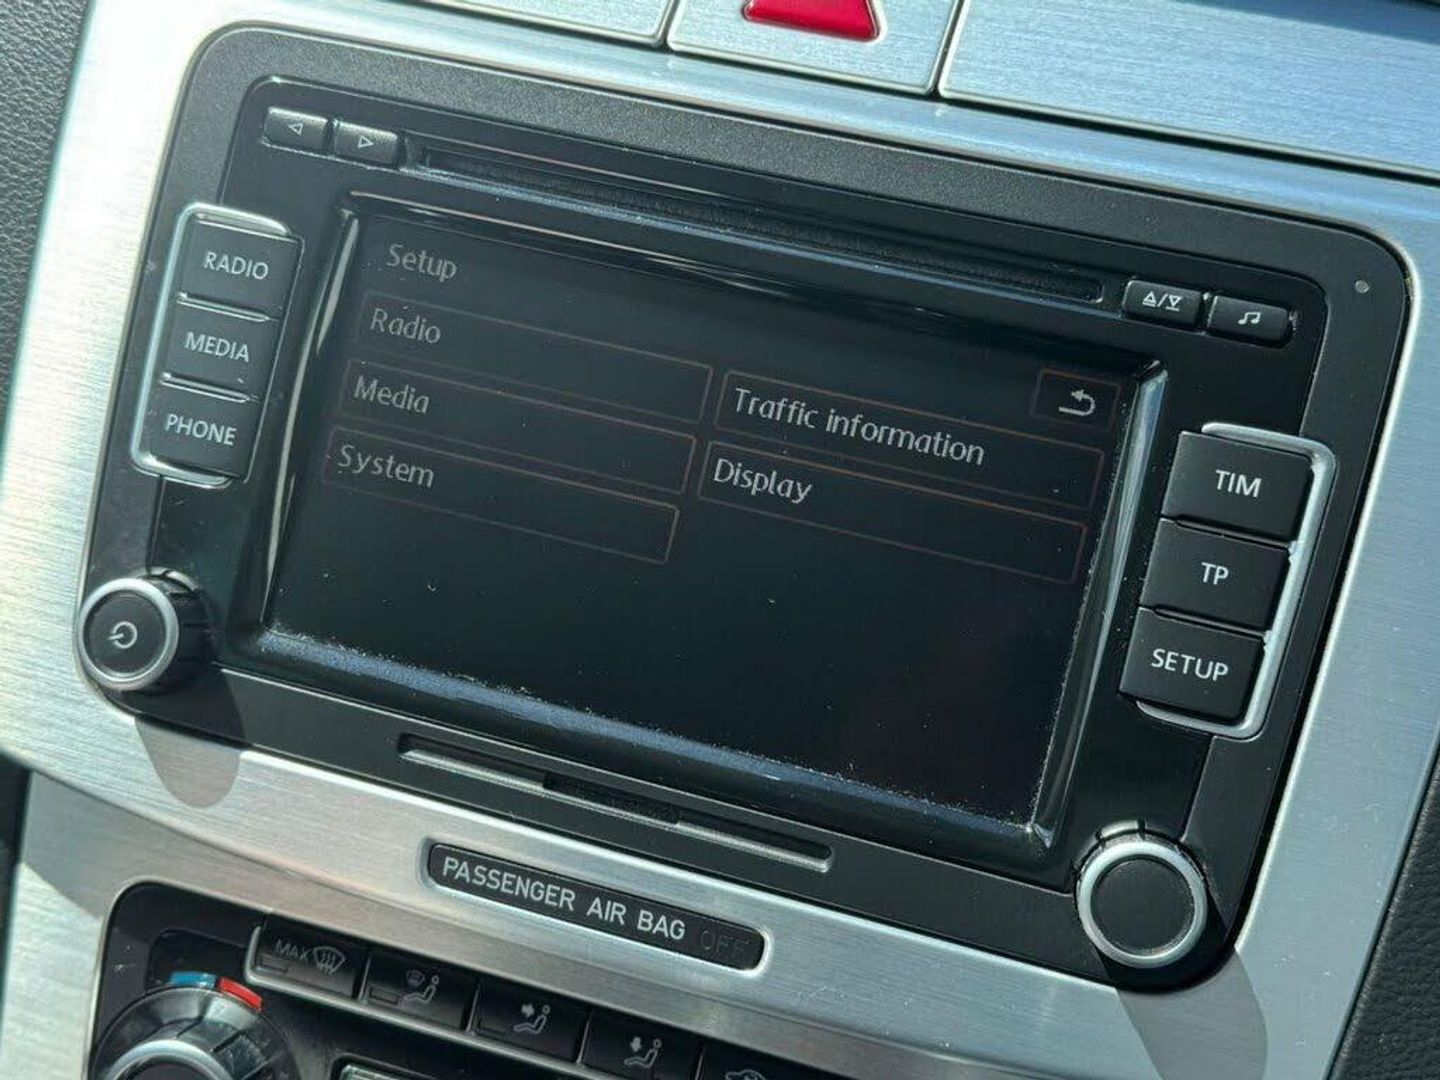 RADIO
MEDIA
PHONE
Setup
Radio
Media
System
Traffic information
Display
TIM
TP
SETUP
PASSENGER AIR BAG OFF
MAX